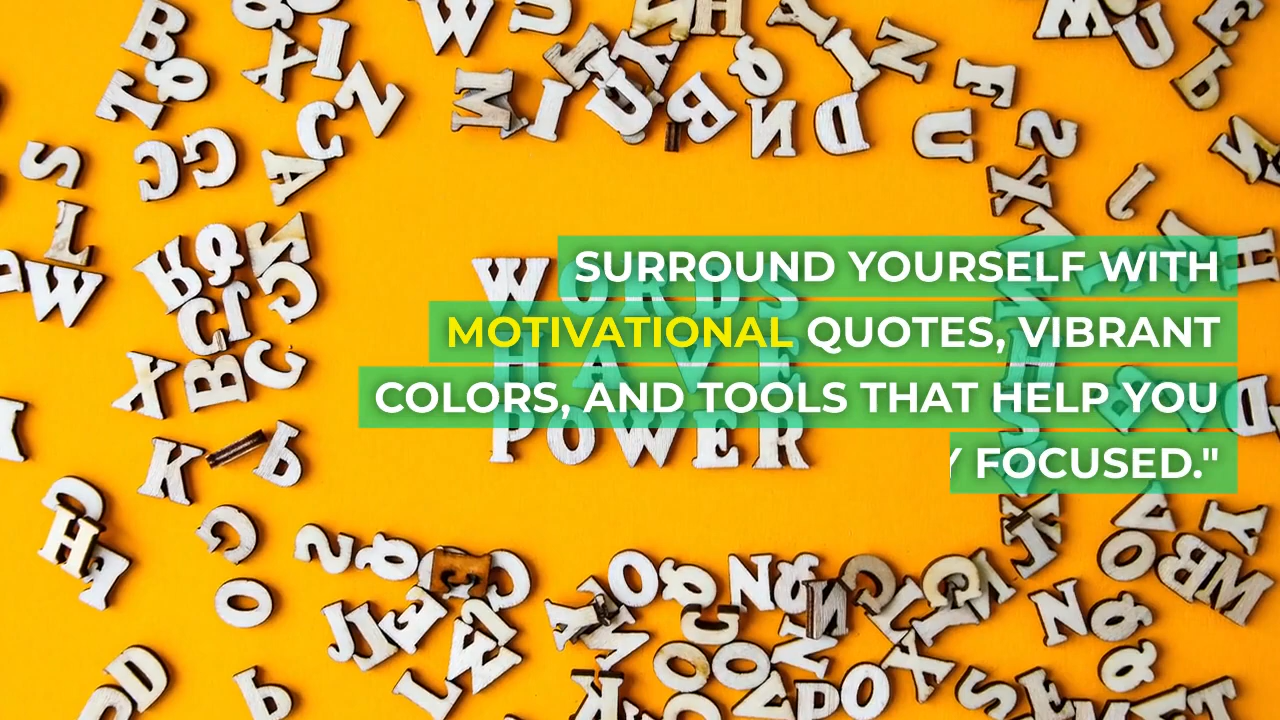 SURROUND YOURSELF WITH
MOTIVATIONAL QUOTES, VIBRANT
COLORS, AND TOOLS THAT HELP YOU
FOCUSED."
WORDS
HAVE
POWER